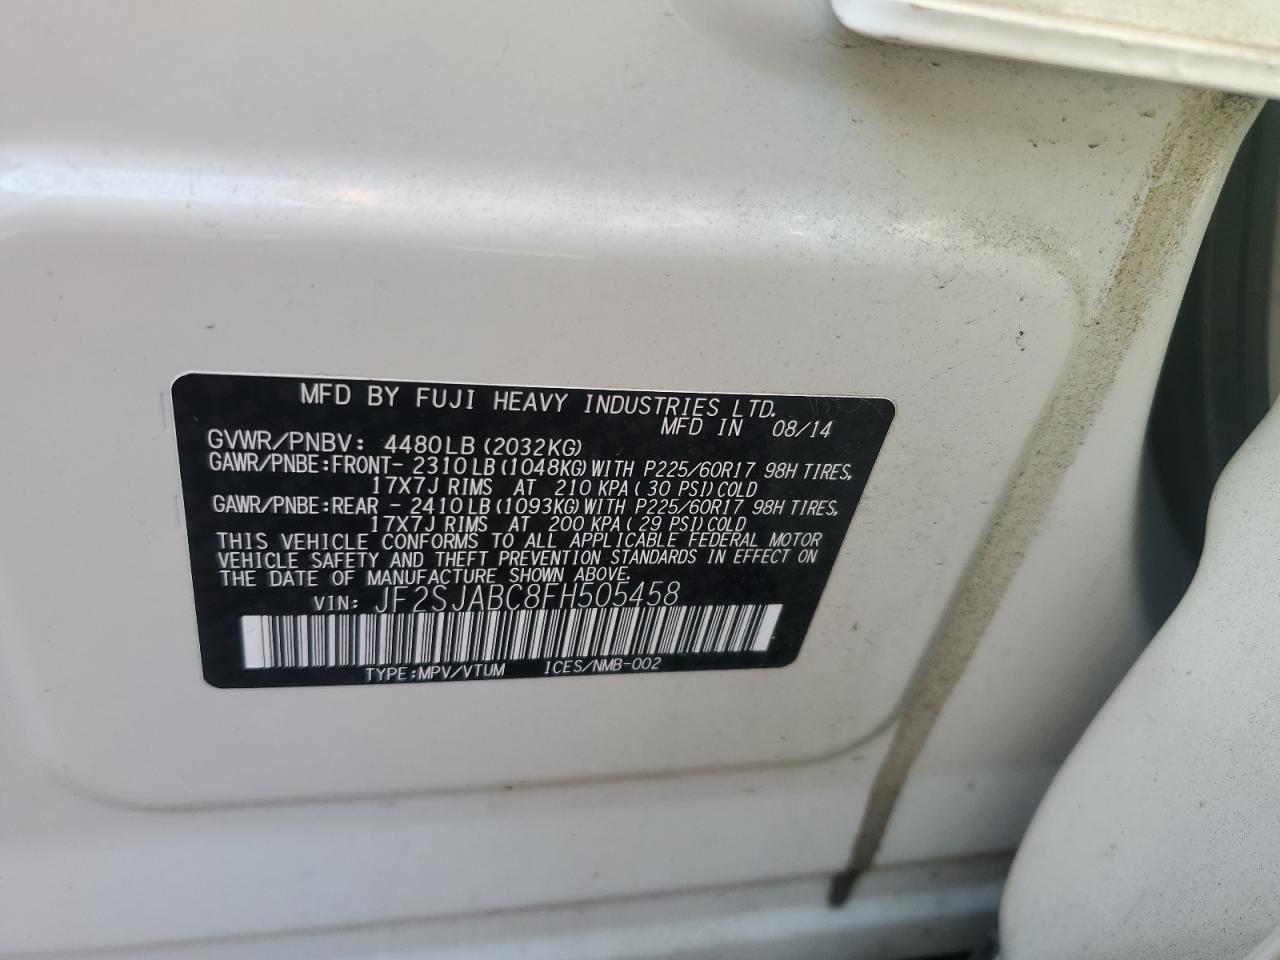 MFD BY FUJI HEAVY INDUSTRIES LTD.
MFD IN 08/14
GVWR/PNBV: 4480LB (2032KG)
GAWR/PNBE:FRONT- 2310LB (1048KG) WITH P225/60R17 98H TIRES,
17X7J RIMS AT 210 KPA ( 30 PSI) COLD
GAWR/PNBE:REAR - 2410LB (1093KG) WITH P225/60R17 98H TIRES,
17X7J RIMS AT 200 KPA ( 29 PSI) COLD
THIS VEHICLE CONFORMS TO ALL APPLICABLE FEDERAL MOTOR
VEHICLE SAFETY AND THEFT PREVENTION STANDARDS IN EFFECT ON
THE DATE OF MANUFACTURE SHOWN ABOVE.
VIN: JF2SJABC8FH505458
TYPE:MPV/VTUM ICES/NMB-002